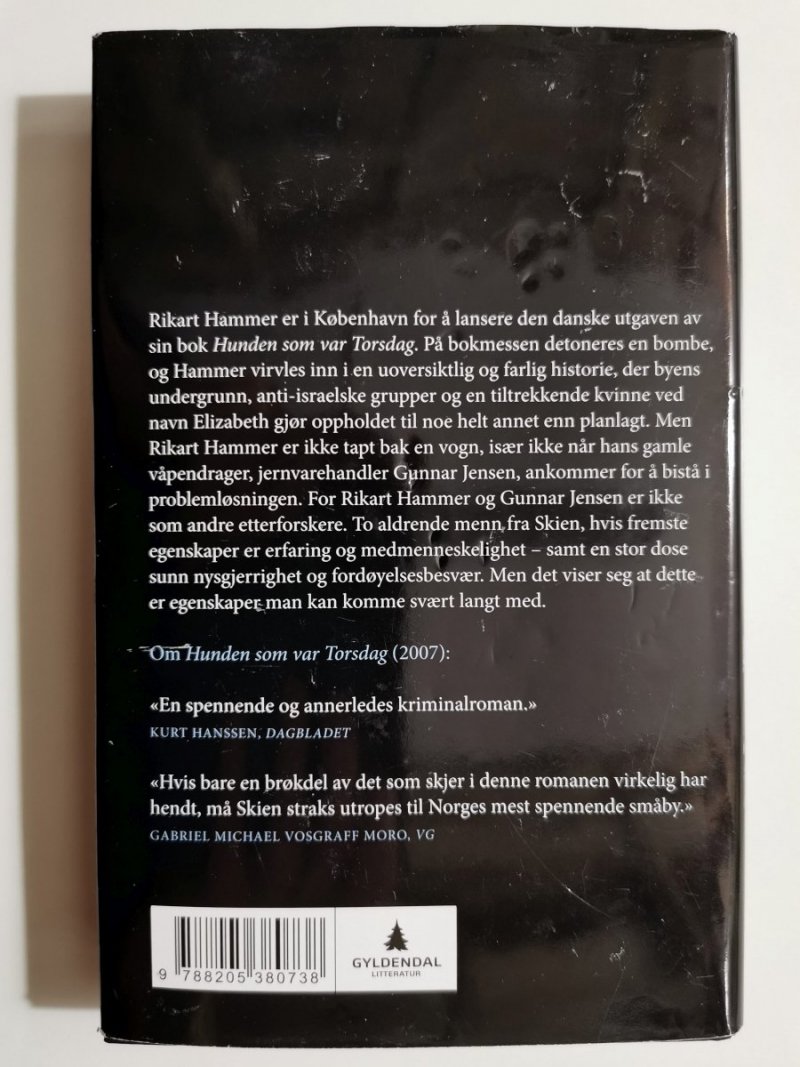 Rikart Hammer er i København for å lansere den danske utgaven av
sin bok Hunden som var Torsdag. På bokmessen detoneres en bombe,
og Hammer virvles inn i en uoversiktlig og farlig historie, der byens
undergrunn, anti-israelske grupper og en tiltrekkende kvinne ved
navn Elizabeth gjør oppholdet til noe helt annet enn planlagt. Men
Rikart Hammer er ikke tapt bak en vogn, især ikke når hans gamle
våpendrager, jernvarehandler Gunnar Jensen, ankommer for å bistå i
problemløsningen. For Rikart Hammer og Gunnar Jensen er ikke
som andre etterforskere. To aldrende menn fra Skien, hvis fremste
egenskaper er erfaring og medmenneskelighet – samt en stor dose
sunn nysgjerrighet og fordøyelsesbesvær. Men det viser seg at dette
er egenskaper man kan komme svært langt med.
Om Hunden som var Torsdag (2007):
«En spennende og annerledes kriminalroman.»
KURT HANSSEN, DAGBLADET
«Hvis bare en brøkdel av det som skjer i denne romanen virkelig har
hendt, må Skien straks utropes til Norges mest spennende småby.»
GABRIEL MICHAEL VOSGRAFF MORO, VG
9 788205 380738
GYLDENDAL
LITTERATUR